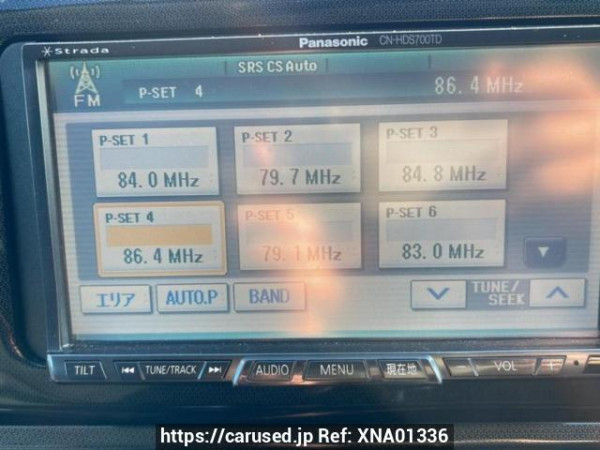 Strada Panasonic CN-HDS700TD
SRS CS Auto
FM P-SET 4 86.4 MHz
P-SET 1 P-SET 2 P-SET 3
84.0 MHz 79.7 MHz 84.8 MHz
P-SET 4 P-SET 5 P-SET 6
86.4 MHz 79.1 MHz 83.0 MHz
エリア AUTO.P BAND TUNE/
SEEK
TILT TUNE/TRACK AUDIO MENU 現在地 VOL +
https://carused.jp Ref: XNA01336